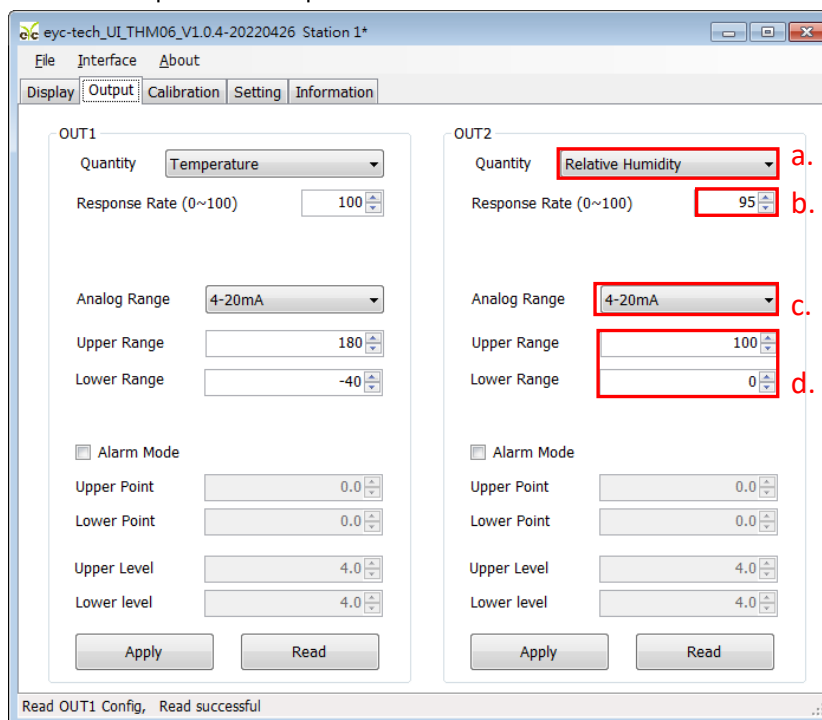 eyc-tech_UI_THM06_V1.0.4-20220426 Station 1*
File Interface About
Display Output Calibration Setting Information
OUT1
Quantity Temperature
Response Rate (0~100) 100
Analog Range 4-20mA
Upper Range 180
Lower Range -40
Alarm Mode
Upper Point 0.0
Lower Point 0.0
Upper Level 4.0
Lower level 4.0
Apply Read
OUT2
Quantity Relative Humidity a.
Response Rate (0~100) 95 b.
Analog Range 4-20mA c.
Upper Range 100
Lower Range 0 d.
Alarm Mode
Upper Point 0.0
Lower Point 0.0
Upper Level 4.0
Lower level 4.0
Apply Read
Read OUT1 Config, Read successful